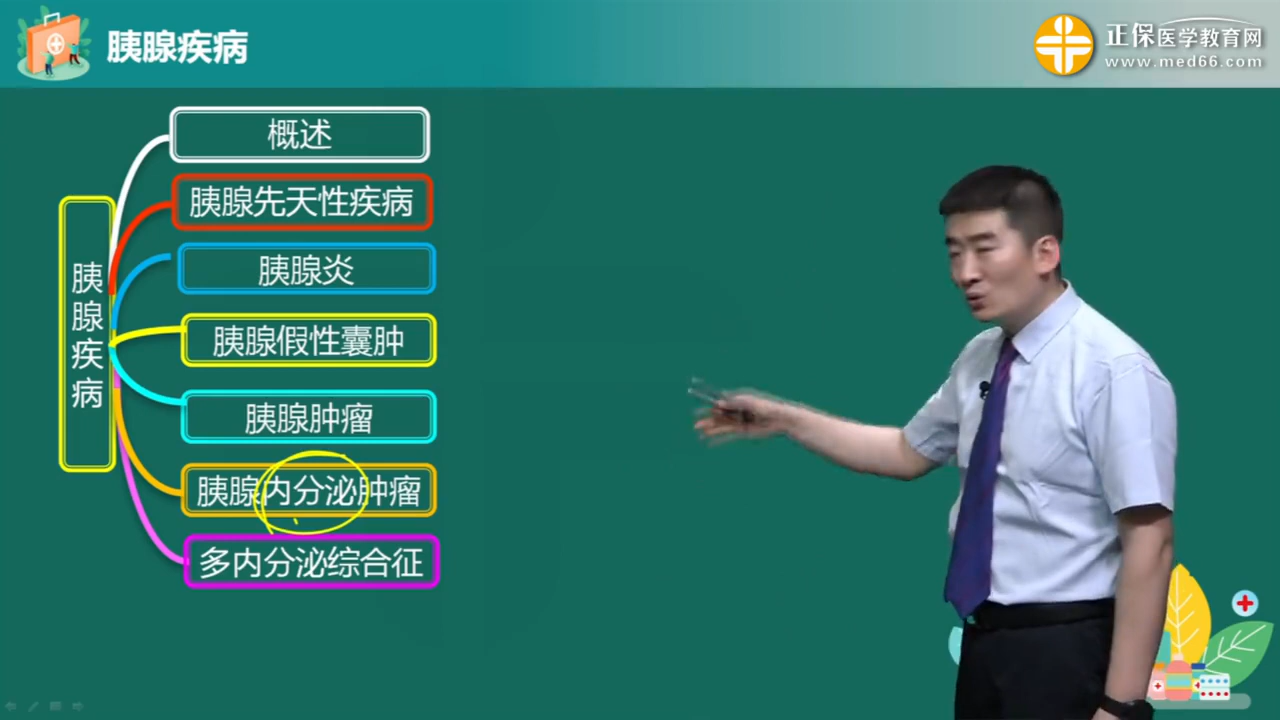 胰腺疾病
正保医学教育网
www.med66.com
概述
胰腺先天性疾病
胰腺炎
胰腺疾病
胰腺假性囊肿
胰腺肿瘤
胰腺内分泌肿瘤
多内分泌综合征